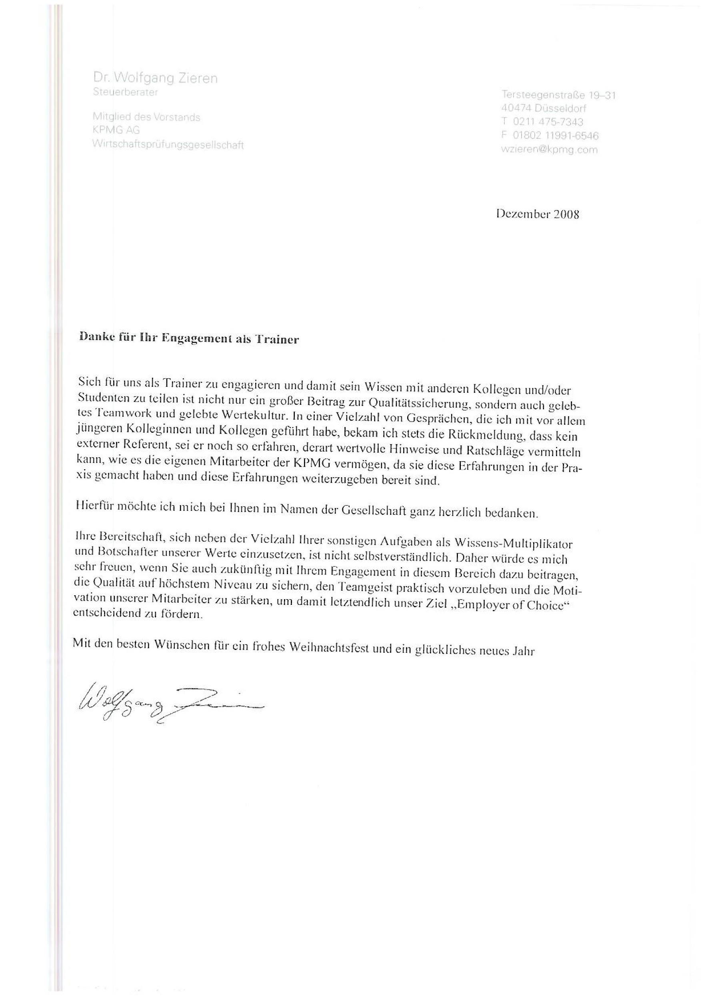 Dr. Wolfgang Zieren
Steuerberater
Mitglied des Vorstands
KPMG AG
Wirtschaftsprüfungsgesellschaft
Tersteegenstraße 19–31
40474 Düsseldorf
T 0211 475-7343
F 01802 11991-6546
wzieren@kpmg.com
Dezember 2008
Danke für Ihr Engagement als Trainer
Sich für uns als Trainer zu engagieren und damit sein Wissen mit anderen Kollegen und/oder
Studenten zu teilen ist nicht nur ein großer Beitrag zur Qualitätssicherung, sondern auch geleb-
tes Teamwork und gelebte Wertekultur. In einer Vielzahl von Gesprächen, die ich mit vor allem
jüngeren Kolleginnen und Kollegen geführt habe, bekam ich stets die Rückmeldung, dass kein
externer Referent, sei er noch so erfahren, derart wertvolle Hinweise und Ratschläge vermitteln
kann, wie es die eigenen Mitarbeiter der KPMG vermögen, da sie diese Erfahrungen in der Pra-
xis gemacht haben und diese Erfahrungen weiterzugeben bereit sind.
Hierfür möchte ich mich bei Ihnen im Namen der Gesellschaft ganz herzlich bedanken.
Ihre Bereitschaft, sich neben der Vielzahl Ihrer sonstigen Aufgaben als Wissens-Multiplikator
und Botschafter unserer Werte einzusetzen, ist nicht selbstverständlich. Daher würde es mich
sehr freuen, wenn Sie auch zukünftig mit Ihrem Engagement in diesem Bereich dazu beitragen,
die Qualität auf höchstem Niveau zu sichern, den Teamgeist praktisch vorzuleben und die Moti-
vation unserer Mitarbeiter zu stärken, um damit letztendlich unser Ziel „Employer of Choice“
entscheidend zu fördern.
Mit den besten Wünschen für ein frohes Weihnachtsfest und ein glückliches neues Jahr
Wolfgang Zieren